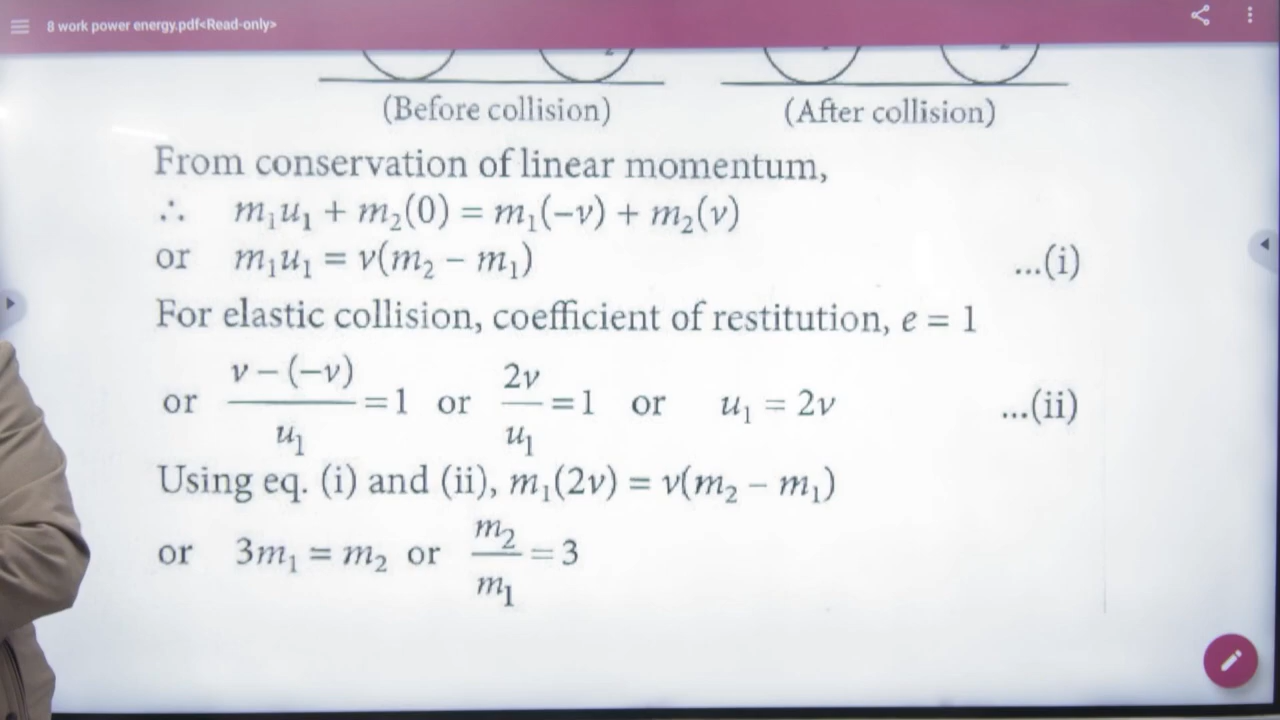 8 work power energy.pdf<Read-only>
(Before collision) (After collision)
From conservation of linear momentum,
∴ m₁u₁ + m₂(0) = m₁(−v) + m₂(v)
or m₁u₁ = v(m₂ − m₁) ...(i)
For elastic collision, coefficient of restitution, e = 1
or (v − (−v))/u₁ = 1 or 2v/u₁ = 1 or u₁ = 2v ...(ii)
Using eq. (i) and (ii), m₁(2v) = v(m₂ − m₁)
or 3m₁ = m₂ or m₂/m₁ = 3